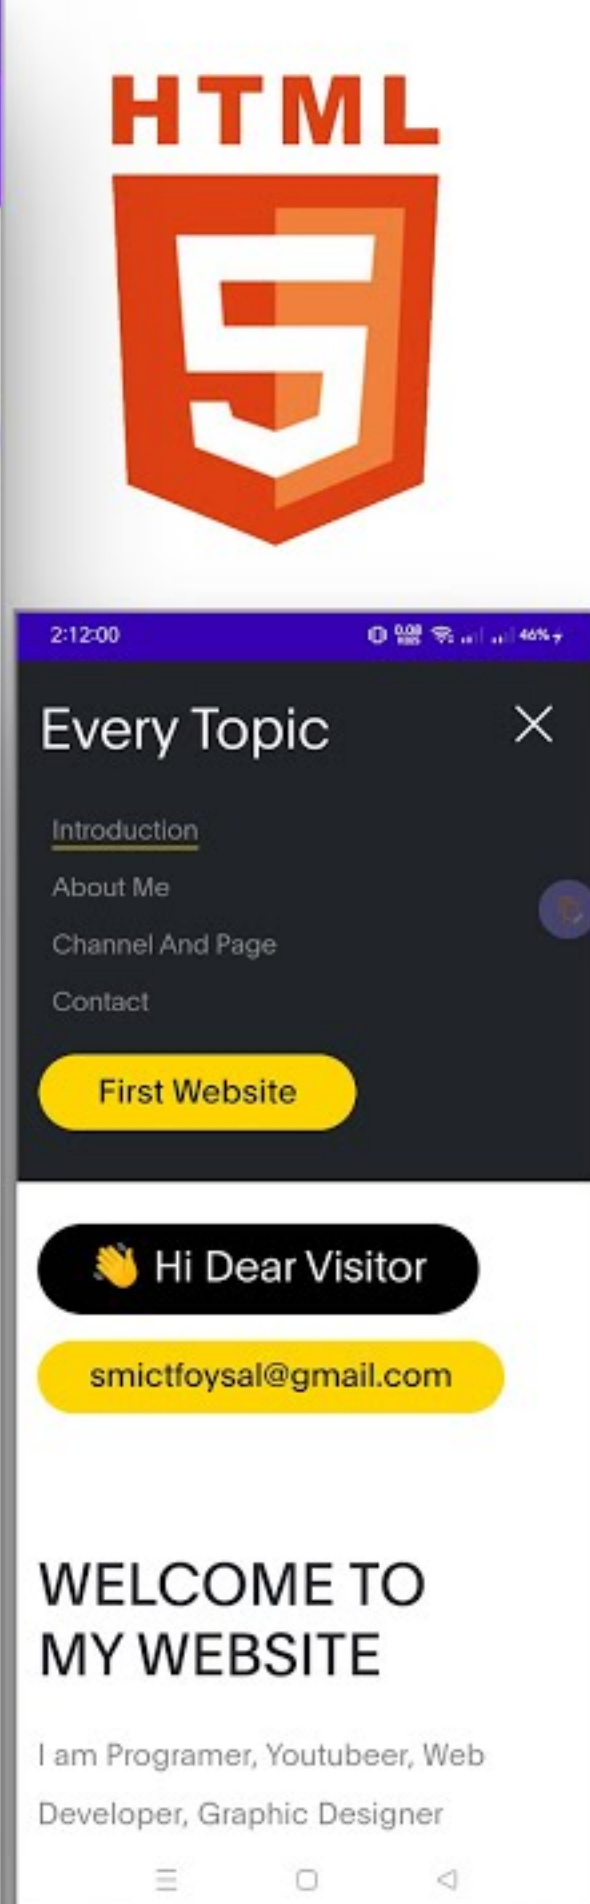 HTML
5
2:12:00
46%
Every Topic
Introduction
About Me
Channel And Page
Contact
First Website
👋 Hi Dear Visitor
smictfoysal@gmail.com
WELCOME TO
MY WEBSITE
I am Programer, Youtubeer, Web
Developer, Graphic Designer